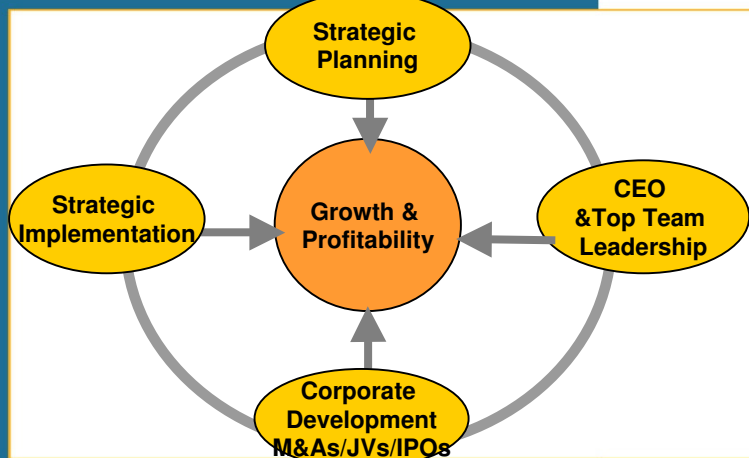 Strategic
Planning
Strategic
Implementation
Growth &
Profitability
CEO
&Top Team
Leadership
Corporate
Development
M&As/JVs/IPOs